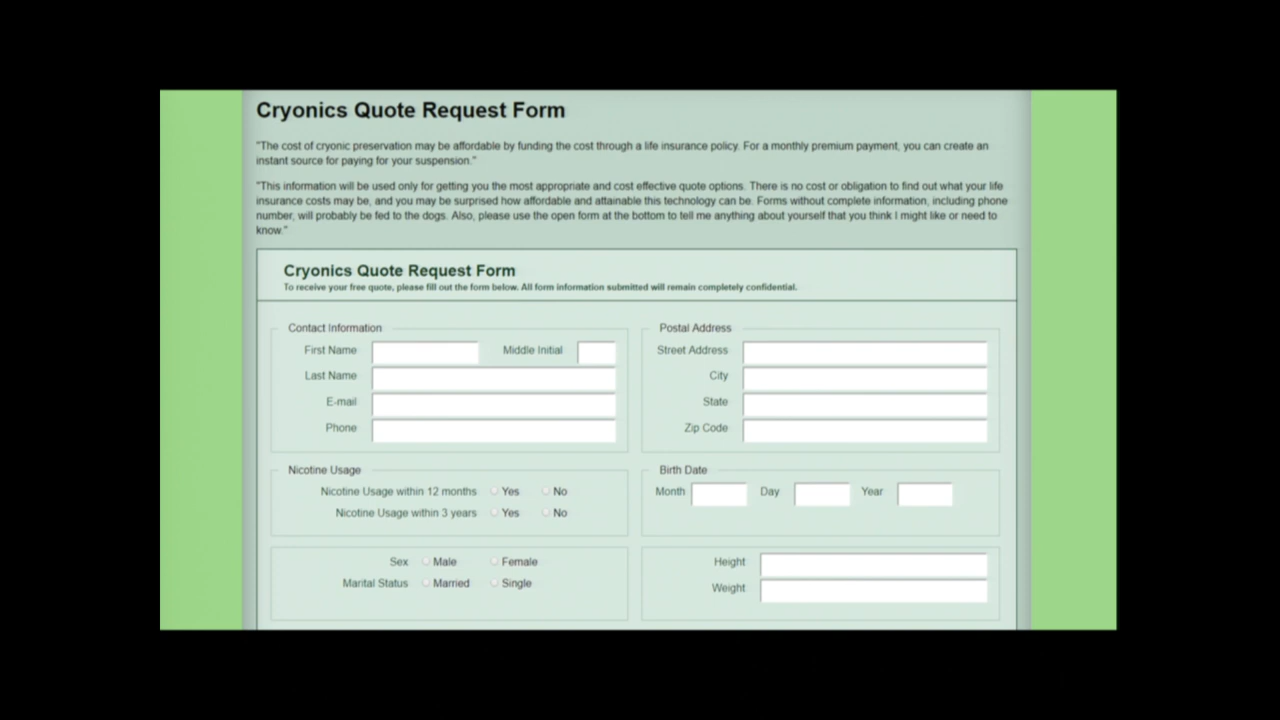 Cryonics Quote Request Form
"The cost of cryonic preservation may be affordable by funding the cost through a life insurance policy. For a monthly premium payment, you can create an
instant source for paying for your suspension."
"This information will be used only for getting you the most appropriate and cost effective quote options. There is no cost or obligation to find out what your life
insurance costs may be, and you may be surprised how affordable and attainable this technology can be. Forms without complete information, including phone
number, will probably be fed to the dogs. Also, please use the open form at the bottom to tell me anything about yourself that you think I might like or need to
know."
Cryonics Quote Request Form
To receive your free quote, please fill out the form below. All form information submitted will remain completely confidential.
Contact Information
First Name Middle Initial
Last Name
E-mail
Phone
Postal Address
Street Address
City
State
Zip Code
Nicotine Usage
Nicotine Usage within 12 months Yes No
Nicotine Usage within 3 years Yes No
Birth Date
Month Day Year
Sex Male Female
Marital Status Married Single
Height
Weight